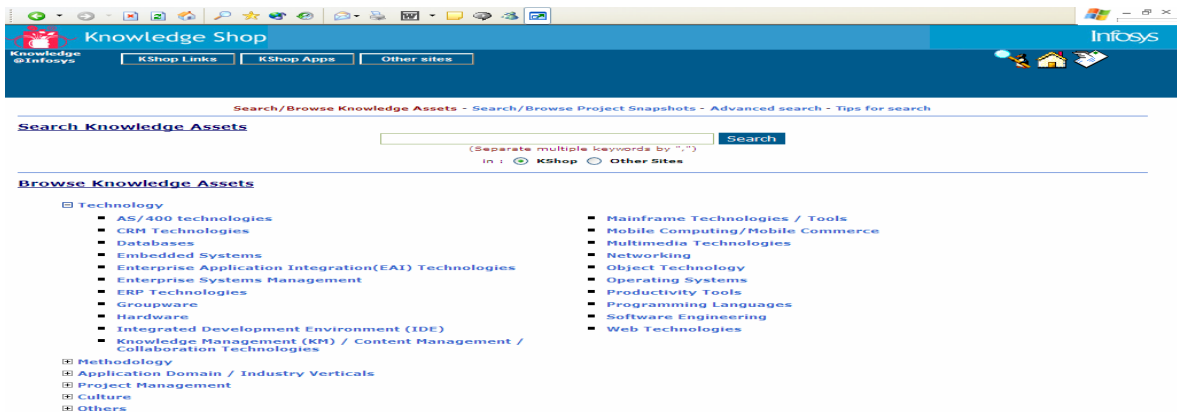 Knowledge Shop
Infosys
Knowledge
@Infosys
KShop Links
KShop Apps
Other sites
Search/Browse Knowledge Assets - Search/Browse Project Snapshots - Advanced search - Tips for search
Search Knowledge Assets
Search
(Separate multiple keywords by ",")
in : KShop Other Sites
Browse Knowledge Assets
Technology
AS/400 technologies
CRM Technologies
Databases
Embedded Systems
Enterprise Application Integration(EAI) Technologies
Enterprise Systems Management
ERP Technologies
Groupware
Hardware
Integrated Development Environment (IDE)
Knowledge Management (KM) / Content Management /
Collaboration Technologies
Mainframe Technologies / Tools
Mobile Computing/Mobile Commerce
Multimedia Technologies
Networking
Object Technology
Operating Systems
Productivity Tools
Programming Languages
Software Engineering
Web Technologies
Methodology
Application Domain / Industry Verticals
Project Management
Culture
Others